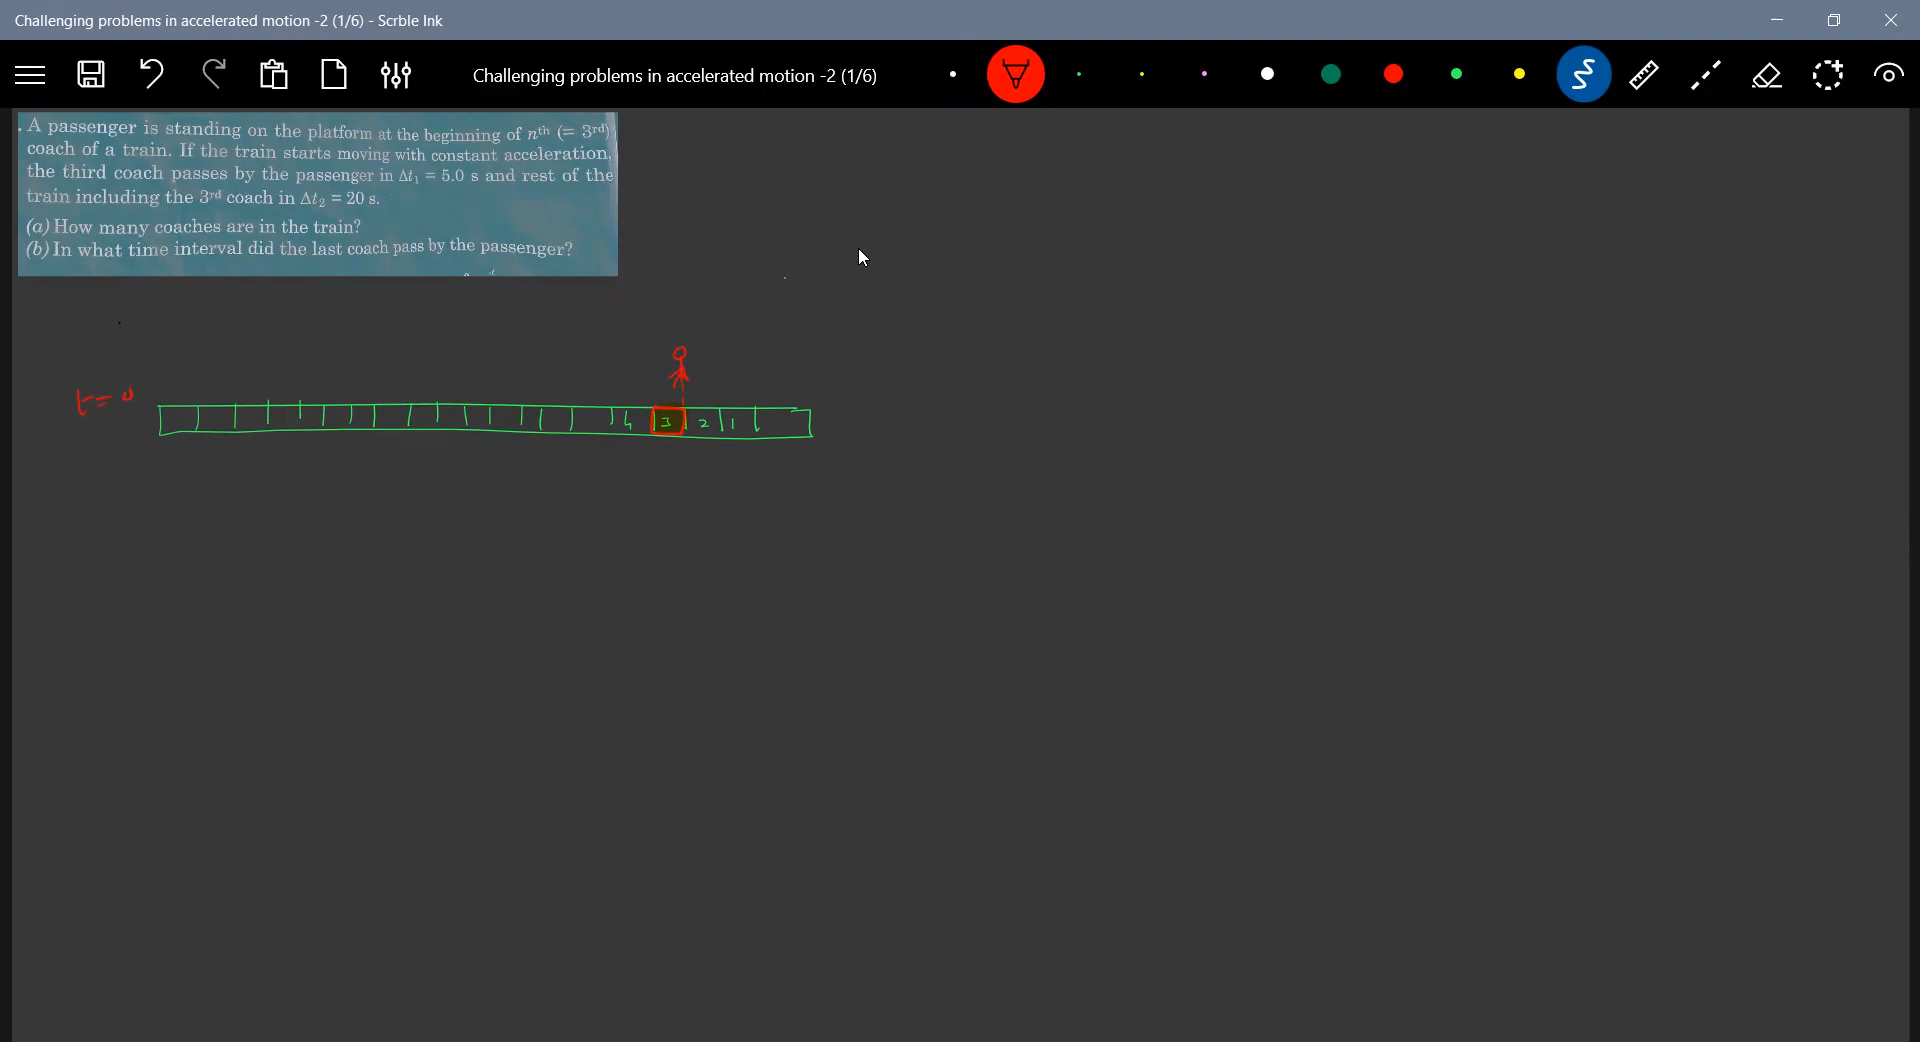 Challenging problems in accelerated motion -2 (1/6) - Scrble Ink
Challenging problems in accelerated motion -2 (1/6)
A passenger is standing on the platform at the beginning of nth (= 3rd)
coach of a train. If the train starts moving with constant acceleration,
the third coach passes by the passenger in Δt₁ = 5.0 s and rest of the
train including the 3rd coach in Δt₂ = 20 s.
(a) How many coaches are in the train?
(b) In what time interval did the last coach pass by the passenger?
t=0
4 3 2 1